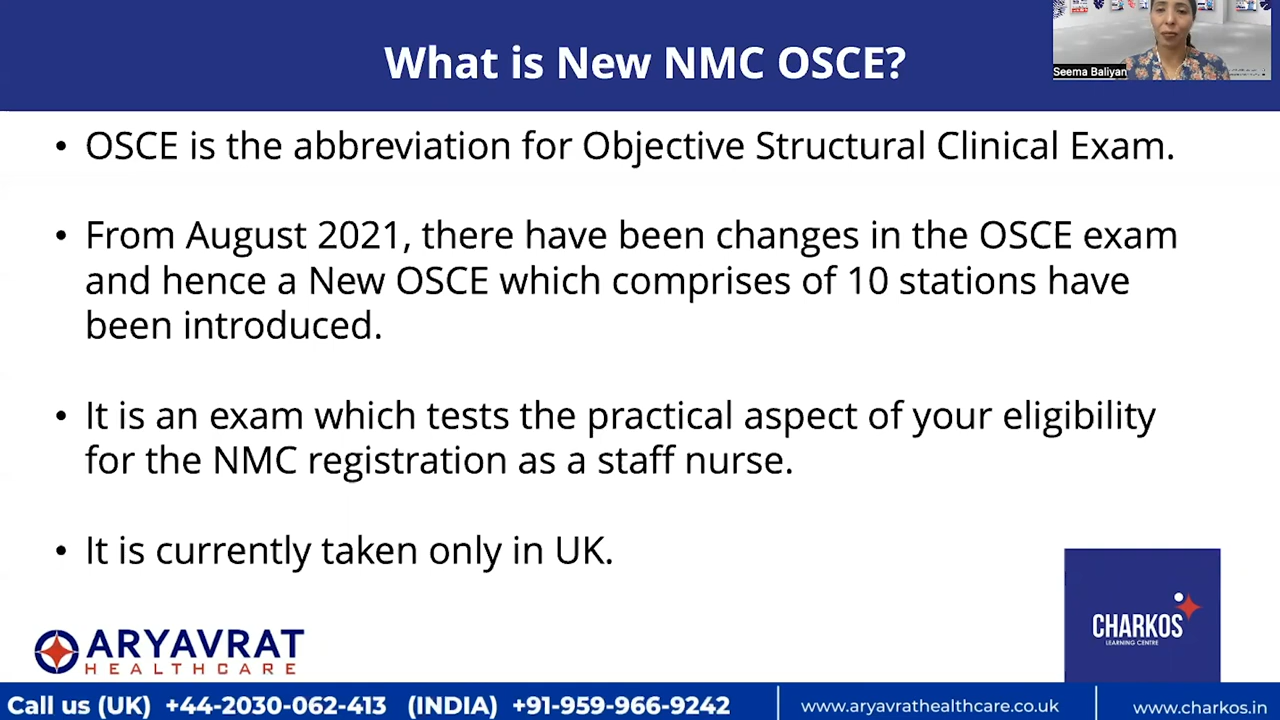 What is New NMC OSCE?
Seema Baliyan
• OSCE is the abbreviation for Objective Structural Clinical Exam.
• From August 2021, there have been changes in the OSCE exam
and hence a New OSCE which comprises of 10 stations have
been introduced.
• It is an exam which tests the practical aspect of your eligibility
for the NMC registration as a staff nurse.
• It is currently taken only in UK.
ARYAVRAT
HEALTHCARE
CHARKOS
LEARNING CENTRE
Call us (UK) +44-2030-062-413 (INDIA) +91-959-966-9242
www.aryavrathealthcare.co.uk
www.charkos.in